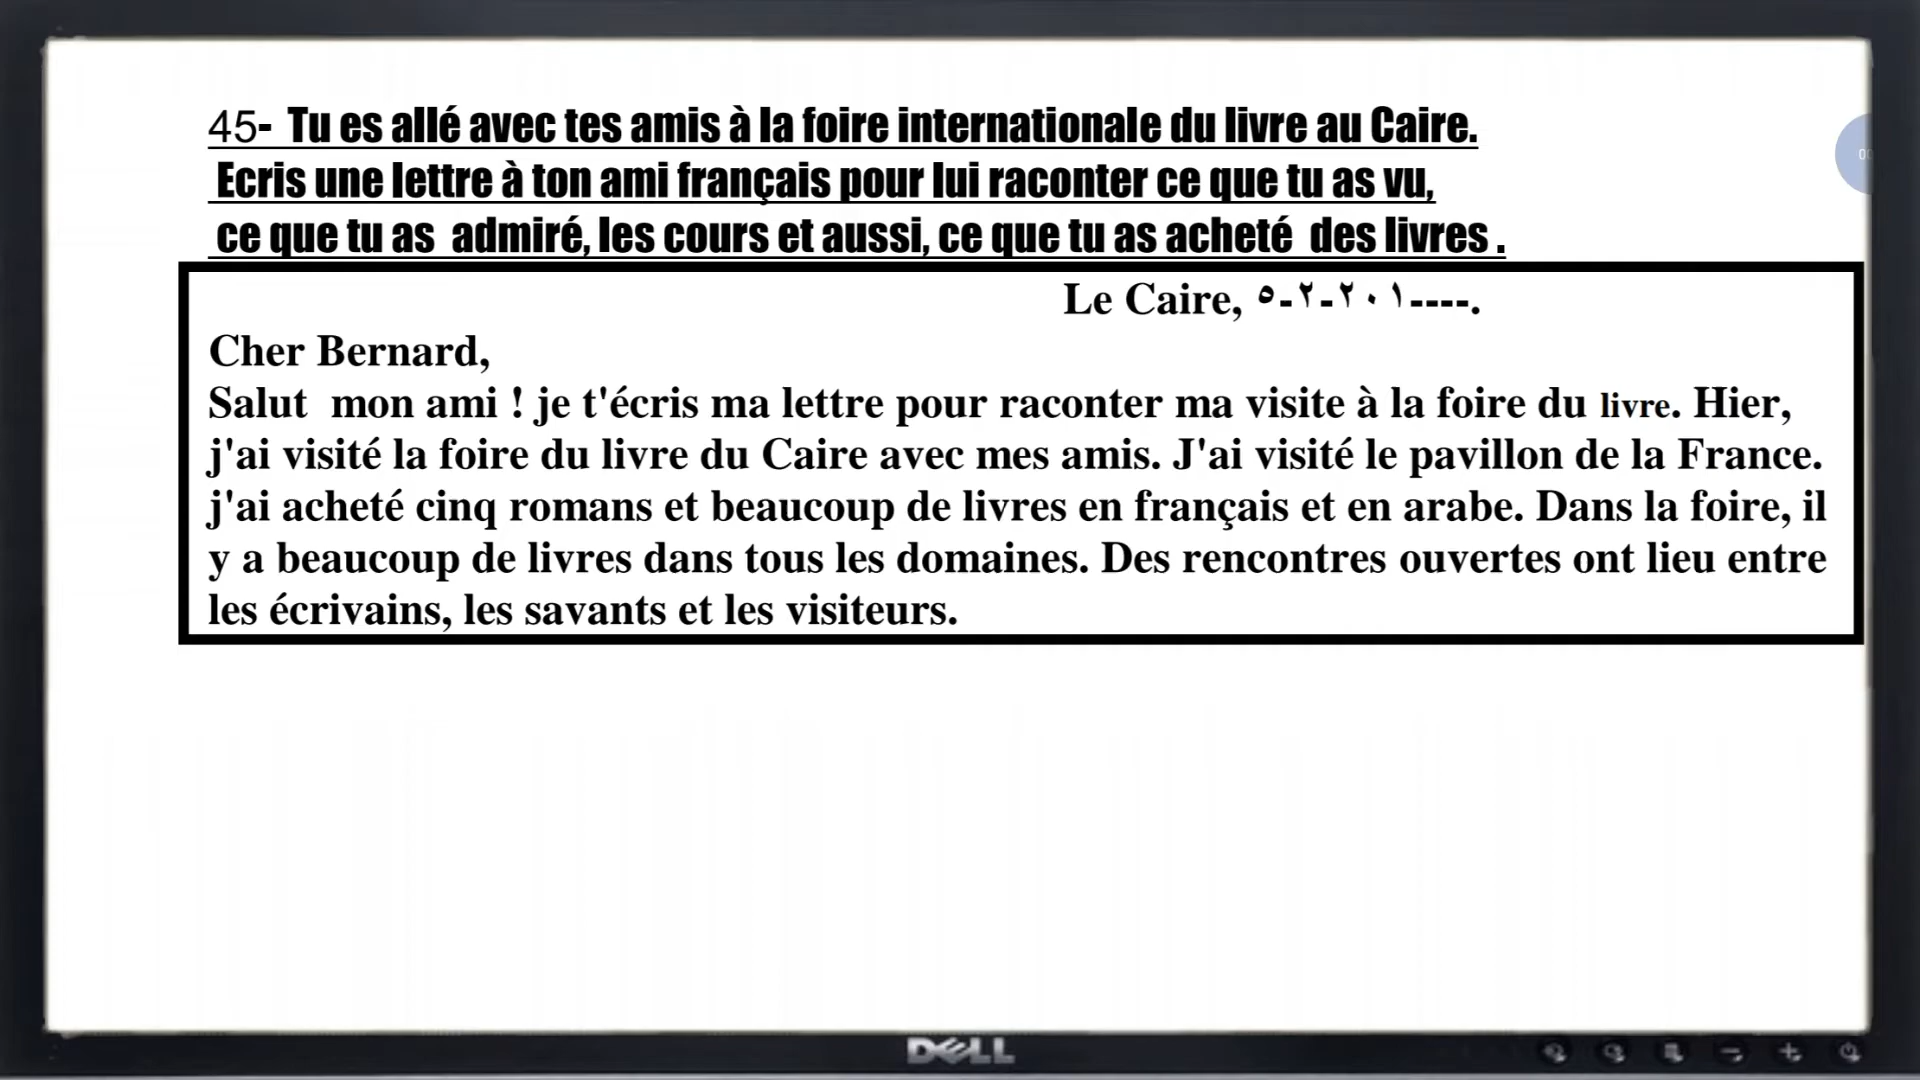 45- Tu es allé avec tes amis à la foire internationale du livre au Caire.
Ecris une lettre à ton ami français pour lui raconter ce que tu as vu,
ce que tu as admiré, les cours et aussi, ce que tu as acheté des livres .
Le Caire, ٥-٢-٢٠١----.
Cher Bernard,
Salut mon ami ! je t'écris ma lettre pour raconter ma visite à la foire du livre. Hier,
j'ai visité la foire du livre du Caire avec mes amis. J'ai visité le pavillon de la France.
j'ai acheté cinq romans et beaucoup de livres en français et en arabe. Dans la foire, il
y a beaucoup de livres dans tous les domaines. Des rencontres ouvertes ont lieu entre
les écrivains, les savants et les visiteurs.
DELL